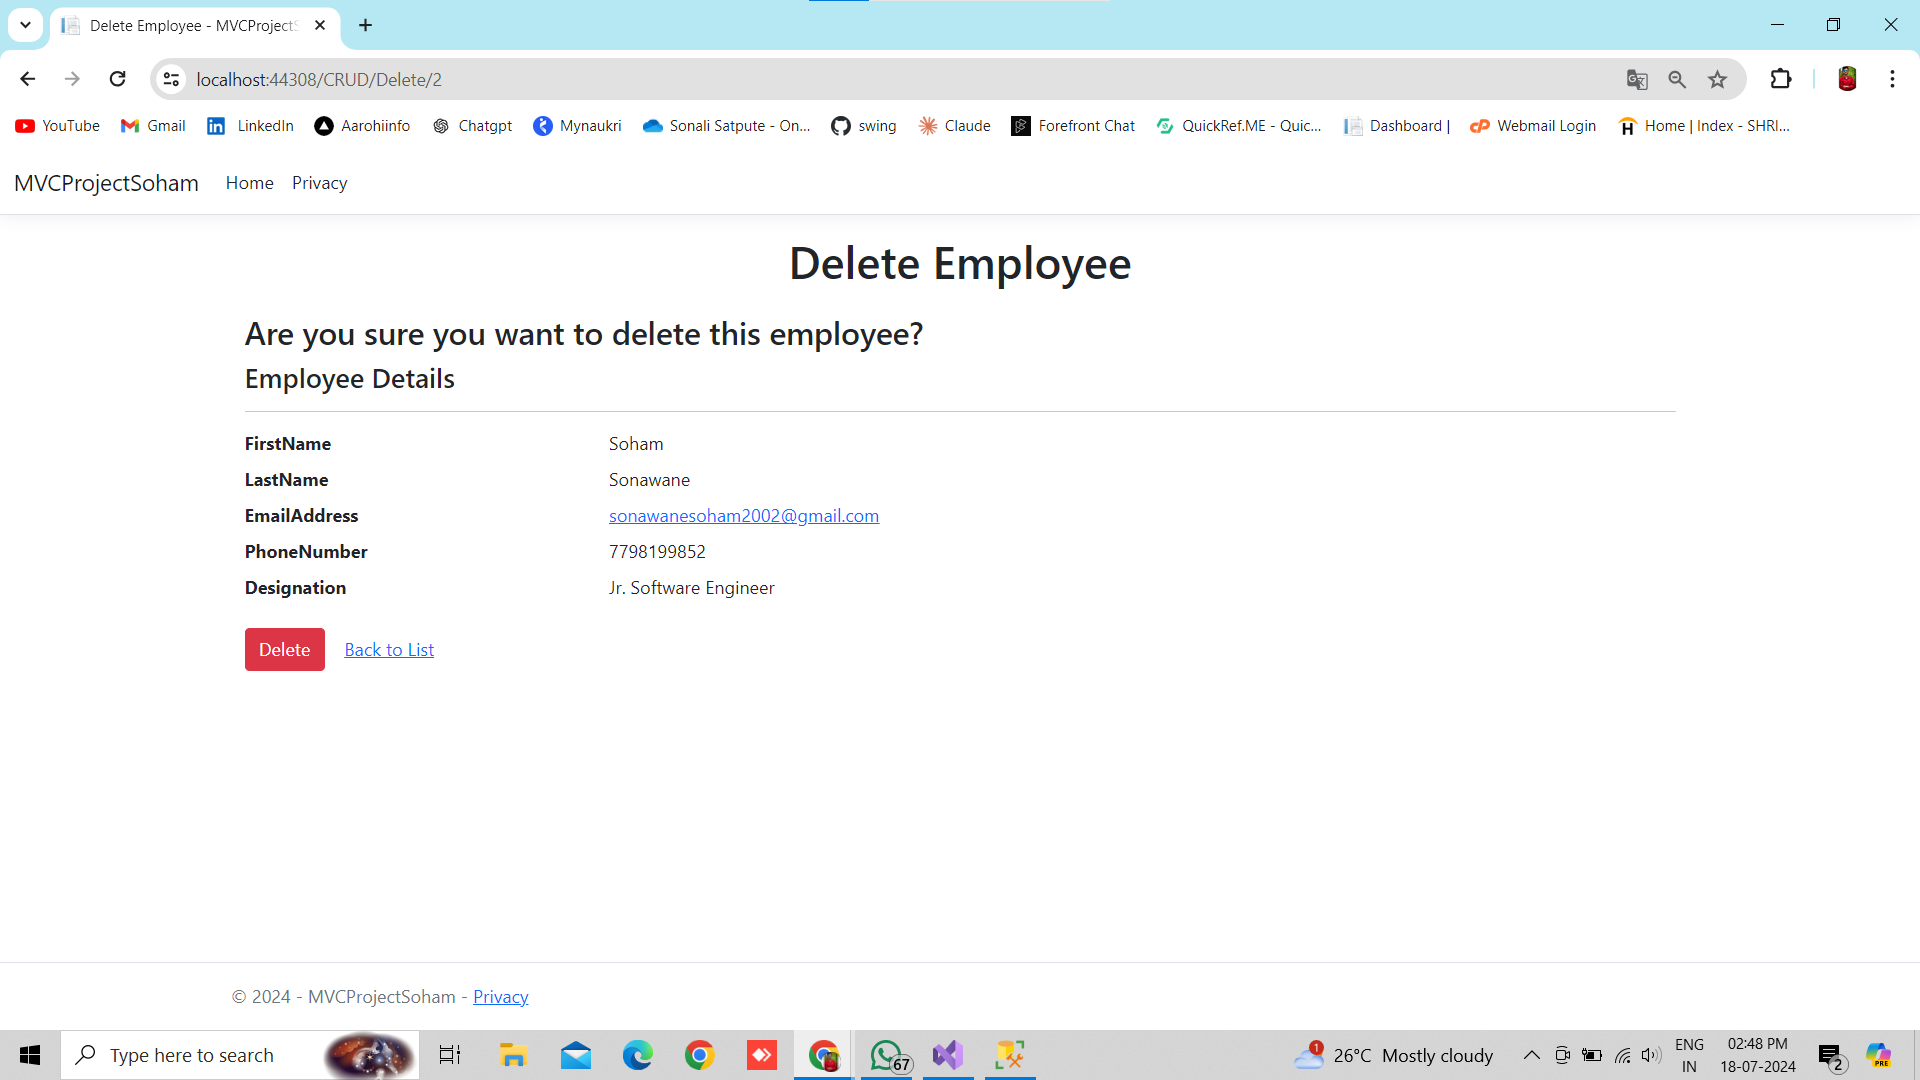 Delete Employee - MVCProjectS
localhost:44308/CRUD/Delete/2
YouTube Gmail LinkedIn Aarohiinfo Chatgpt Mynaukri Sonali Satpute - On... swing Claude Forefront Chat QuickRef.ME - Quic... Dashboard | Webmail Login Home | Index - SHRI...
MVCProjectSoham Home Privacy
Delete Employee
Are you sure you want to delete this employee?
Employee Details
FirstName Soham
LastName Sonawane
EmailAddress sonawanesoham2002@gmail.com
PhoneNumber 7798199852
Designation Jr. Software Engineer
Delete Back to List
© 2024 - MVCProjectSoham - Privacy
Type here to search 67 1 26°C Mostly cloudy ENG IN 02:48 PM 18-07-2024 2 PRE